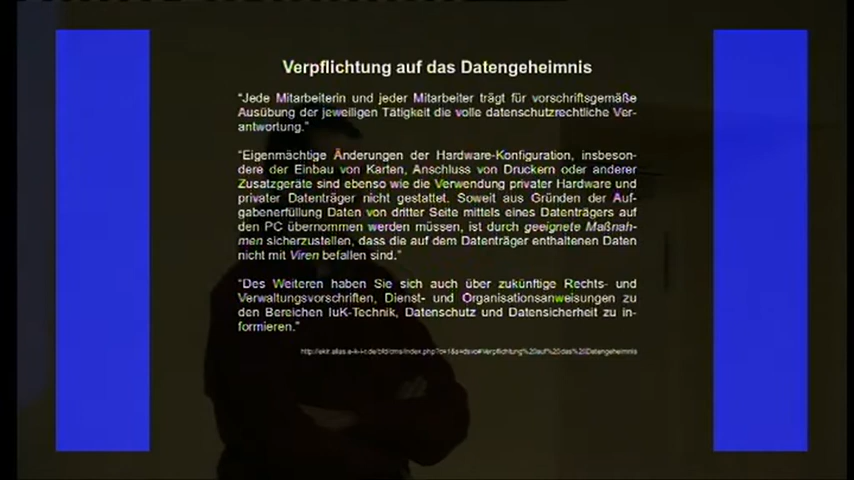 Verpflichtung auf das Datengeheimnis
"Jede Mitarbeiterin und jeder Mitarbeiter trägt für vorschriftsgemäße
Ausübung der jeweiligen Tätigkeit die volle datenschutzrechtliche Ver-
antwortung."
"Eigenmächtige Änderungen der Hardware-Konfiguration, insbeson-
dere der Einbau von Karten, Anschluss von Druckern oder anderer
Zusatzgeräte sind ebenso wie die Verwendung privater Hardware und
privater Datenträger nicht gestattet. Soweit aus Gründen der Auf-
gabenerfüllung Daten von dritter Seite mittels eines Datenträgers auf
den PC übernommen werden müssen, ist durch geeignete Maßnah-
men sicherzustellen, dass die auf dem Datenträger enthaltenen Daten
nicht mit Viren befallen sind."
"Des Weiteren haben Sie sich auch über zukünftige Rechts- und
Verwaltungsvorschriften, Dienst- und Organisationsanweisungen zu
den Bereichen IuK-Technik, Datenschutz und Datensicherheit zu in-
formieren."